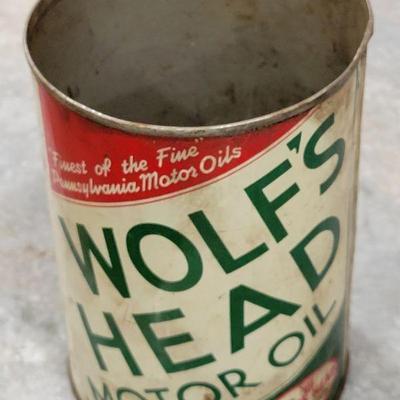 "Finest of the Fine"
Pennsylvania Motor Oils
WOLF'S
HEAD
MOTOR OIL